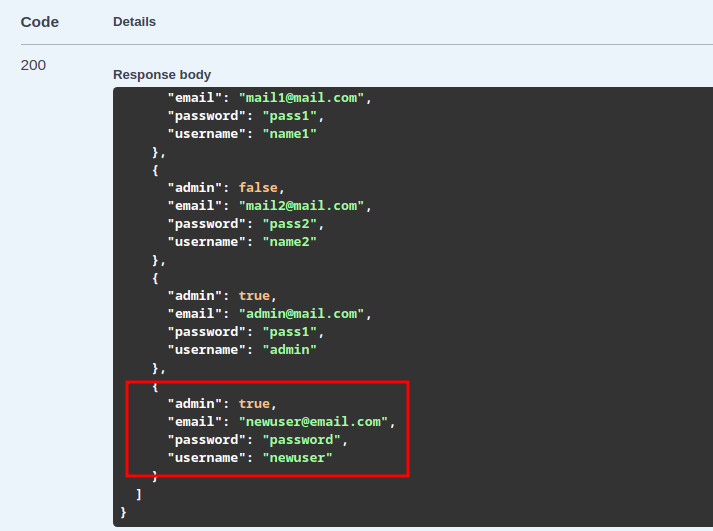 Code Details
200
Response body
"email": "mail1@mail.com",
"password": "pass1",
"username": "name1"
},
{
"admin": false,
"email": "mail2@mail.com",
"password": "pass2",
"username": "name2"
},
{
"admin": true,
"email": "admin@mail.com",
"password": "pass1",
"username": "admin"
},
{
"admin": true,
"email": "newuser@email.com",
"password": "password",
"username": "newuser"
}
]
}